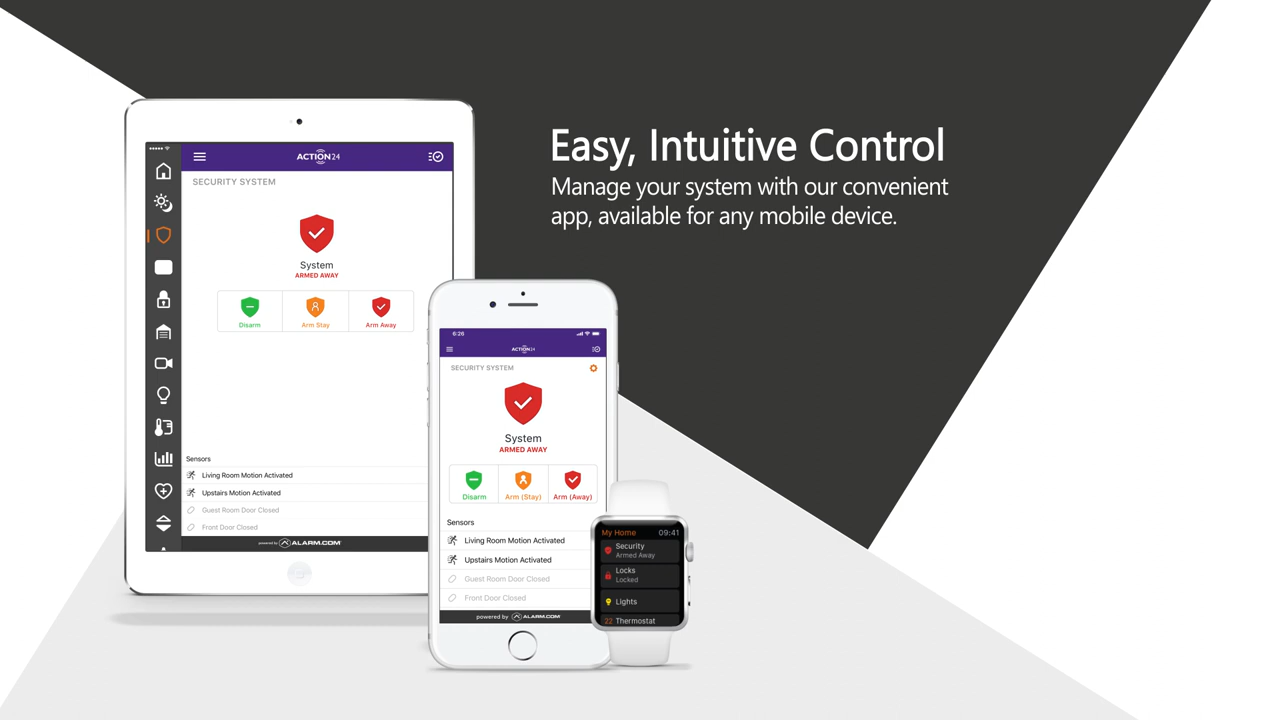 Easy, Intuitive Control
Manage your system with our convenient
app, available for any mobile device.
ACTION24
SECURITY SYSTEM
System
ARMED AWAY
Disarm
Arm Stay
Arm Away
Sensors
Living Room Motion Activated
Upstairs Motion Activated
Guest Room Door Closed
Front Door Closed
powered by ALARM.COM
6:26
ACTION24
SECURITY SYSTEM
System
ARMED AWAY
Disarm
Arm (Stay)
Arm (Away)
Sensors
Living Room Motion Activated
Upstairs Motion Activated
Guest Room Door Closed
Front Door Closed
powered by ALARM.COM
My Home 09:41
Security
Armed Away
Locks
Locked
Lights
22 Thermostat